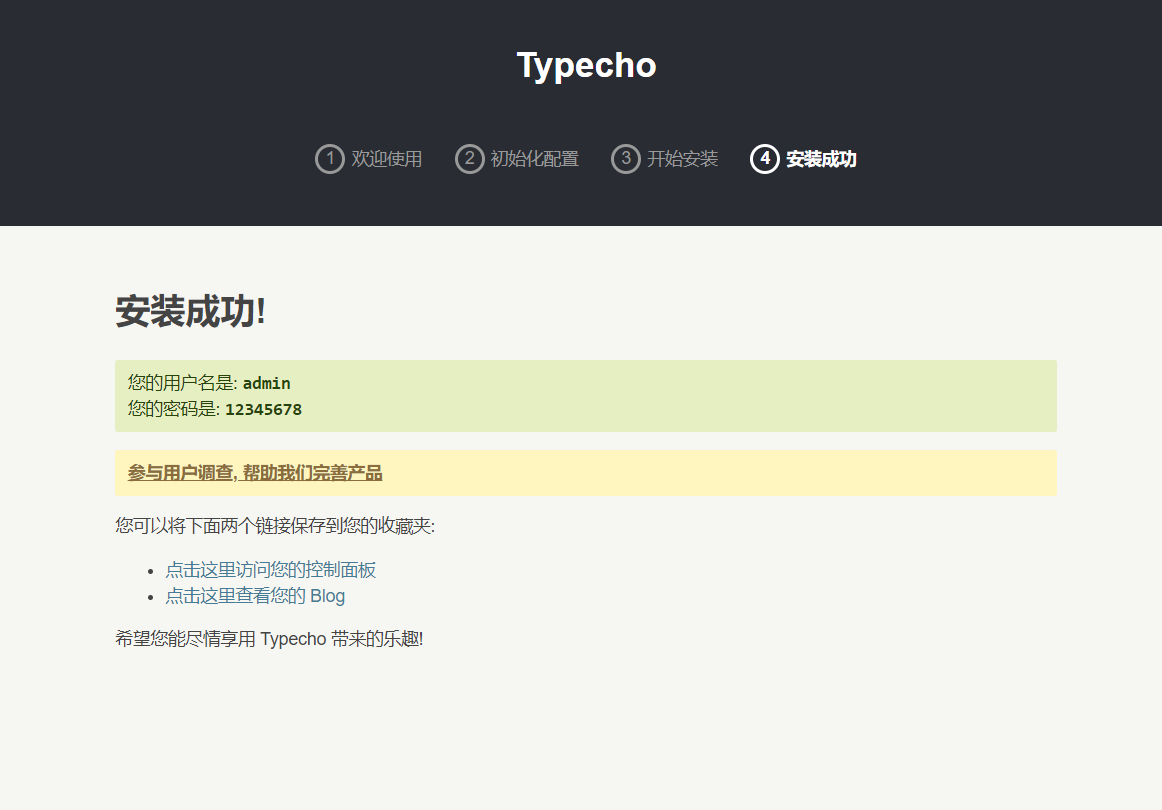 Typecho
1 欢迎使用 2 初始化配置 3 开始安装 4 安装成功
安装成功!
您的用户名是: admin
您的密码是: 12345678
参与用户调查, 帮助我们完善产品
您可以将下面两个链接保存到您的收藏夹:
点击这里访问您的控制面板
点击这里查看您的 Blog
希望您能尽情享用 Typecho 带来的乐趣!